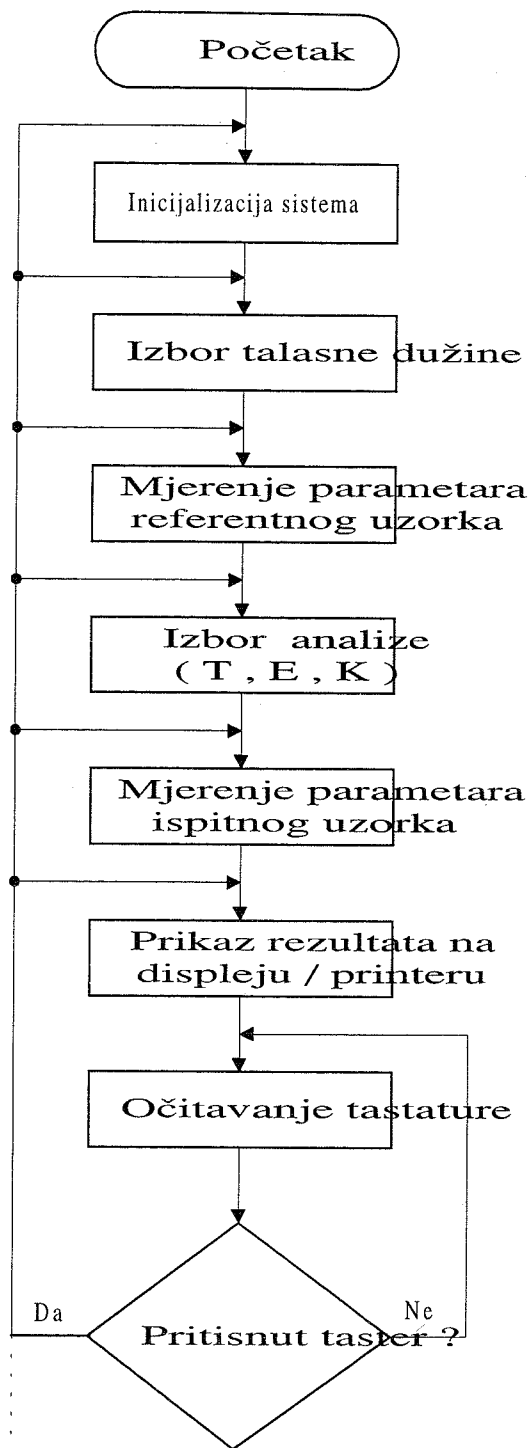 Početak
Inicijalizacija sistema
Izbor talasne dužine
Mjerenje parametara
referentnog uzorka
Izbor analize
( T , E , K )
Mjerenje parametara
ispitnog uzorka
Prikaz rezultata na
displeju / printeru
Očitavanje tastature
Da
Ne
Pritisnut taster ?